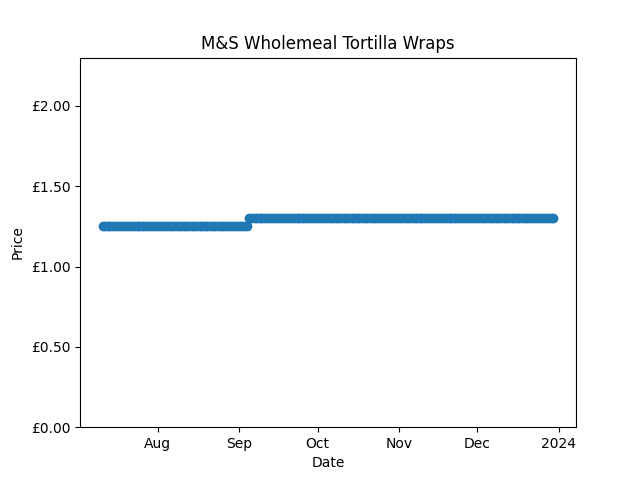 M&S Wholemeal Tortilla Wraps
£2.00
£1.50
£1.00
£0.50
£0.00
Price
Aug Sep Oct Nov Dec 2024
Date